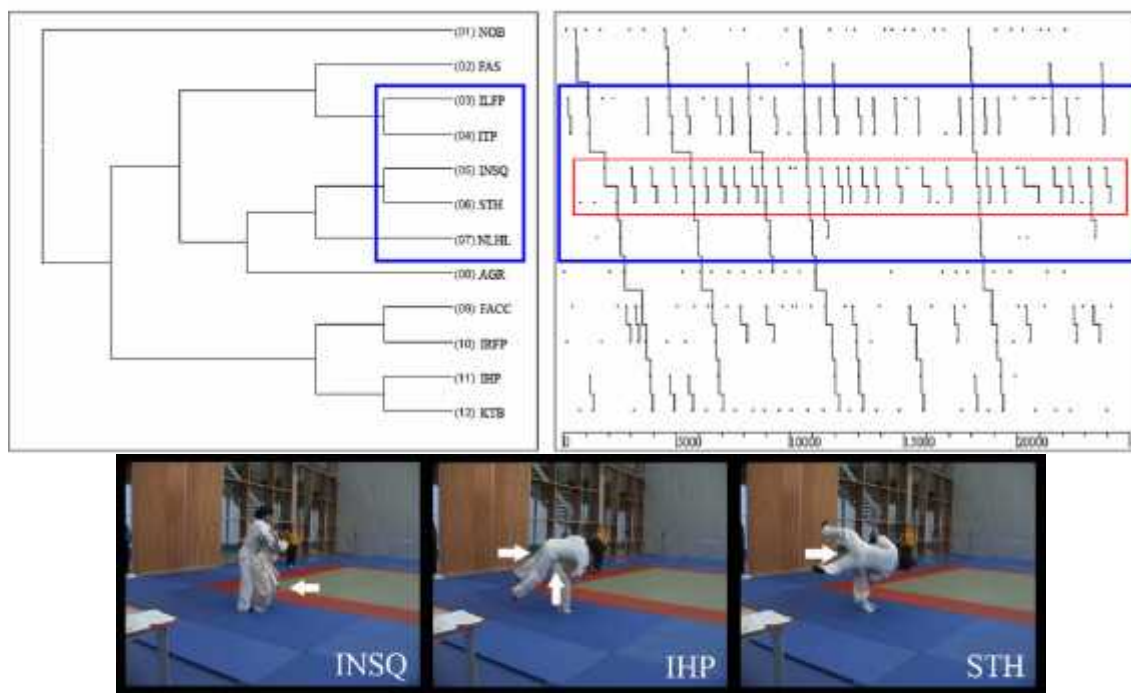 (01) NOB
(02) FAS
(03) ILFP
(04) ITP
(05) INSQ
(06) STH
(07) NLHL
(08) AGR
(09) FACC
(10) IRFP
(11) IHP
(12) KTB
0 5000 10000 15000 20000
INSQ IHP STH